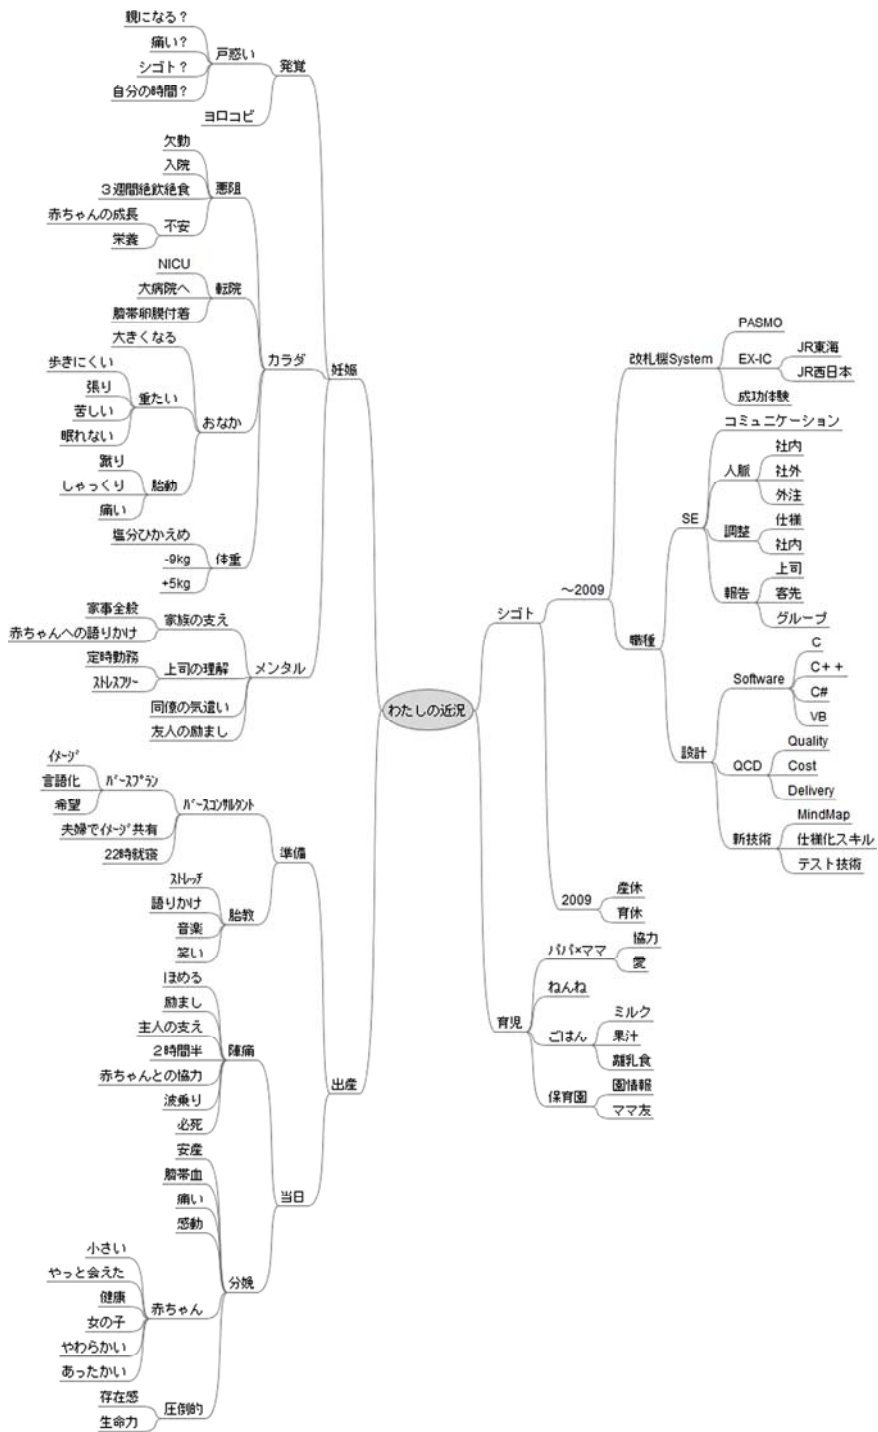 わたしの近況
妊娠
発覚
戸惑い
親になる？
痛い？
シゴト？
自分の時間？
ヨロコビ
カラダ
悪阻
欠勤
入院
３週間絶飲絶食
不安
赤ちゃんの成長
栄養
転院
NICU
大病院へ
臍帯卵膜付着
おなか
大きくなる
重たい
歩きにくい
張り
苦しい
眠れない
胎動
蹴り
しゃっくり
痛い
体重
塩分ひかえめ
-9kg
+5kg
メンタル
家族の支え
家事全般
赤ちゃんへの語りかけ
上司の理解
定時勤務
ｽﾄﾚｽﾌﾘｰ
同僚の気遣い
友人の励まし
出産
準備
ﾊﾞｰｽｺﾝｻﾙﾀﾝﾄ
ﾊﾞｰｽﾌﾟﾗﾝ
ｲﾒｰｼﾞ
言語化
希望
夫婦でｲﾒｰｼﾞ共有
22時就寝
胎教
ｽﾄﾚｯﾁ
語りかけ
音楽
笑い
当日
陣痛
ほめる
励まし
主人の支え
２時間半
赤ちゃんとの協力
波乗り
必死
分娩
安産
臍帯血
痛い
感動
赤ちゃん
小さい
やっと会えた
健康
女の子
やわらかい
あったかい
圧倒的
存在感
生命力
シゴト
～2009
改札機System
PASMO
EX-IC
JR東海
JR西日本
成功体験
職種
SE
コミュニケーション
人脈
社内
社外
外注
調整
仕様
社内
報告
上司
客先
グループ
設計
Software
C
C＋＋
C#
VB
QCD
Quality
Cost
Delivery
新技術
MindMap
仕様化スキル
テスト技術
2009
産休
育休
育児
パパ×ママ
協力
愛
ねんね
ごはん
ミルク
果汁
離乳食
保育園
園情報
ママ友